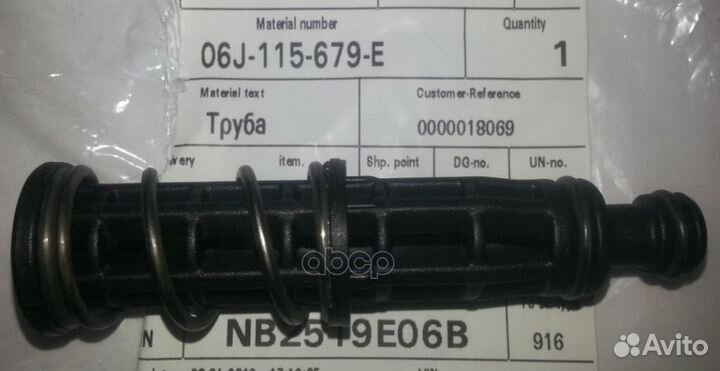 Material number
Quantity
06J-115-679-E
1
Material text
Customer-Reference
Труба
0000018069
item.
Shp. point
DG-no.
UN-no.
abcp
NB2519E06B
916
Avito